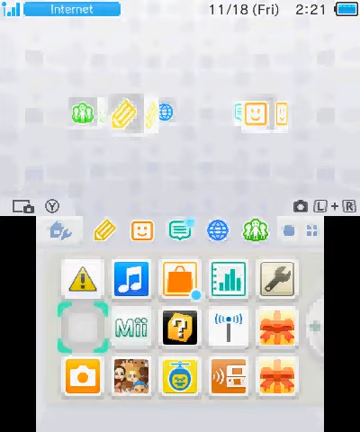 Internet 11/18 (Fri) 2:21
Y L + R
Mii
?